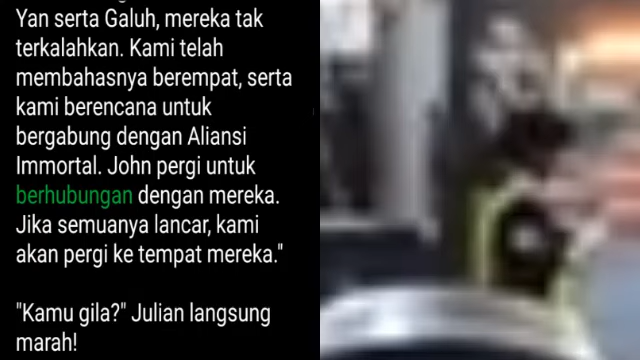 Yan serta Galuh, mereka tak
terkalahkan. Kami telah
membahasnya berempat, serta
kami berencana untuk
bergabung dengan Aliansi
Immortal. John pergi untuk
berhubungan dengan mereka.
Jika semuanya lancar, kami
akan pergi ke tempat mereka."
"Kamu gila?" Julian langsung
marah!